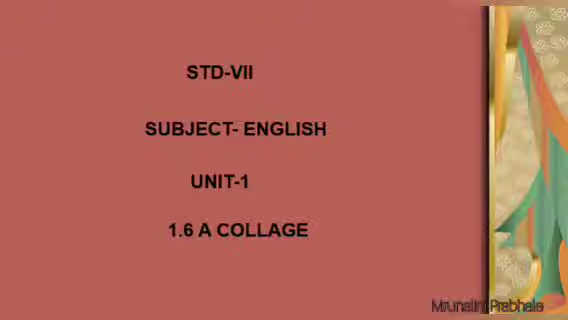 STD-VII
SUBJECT- ENGLISH
UNIT-1
1.6 A COLLAGE
Mrunalini Prabhale